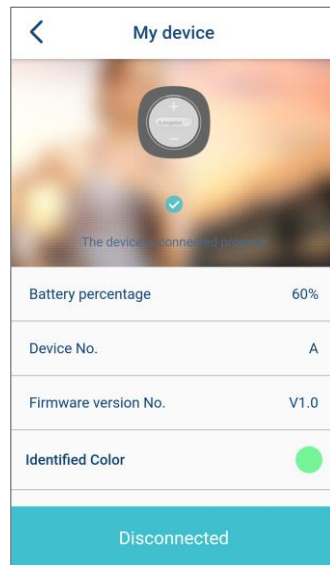 My device
The device is connected properly
Battery percentage 60%
Device No. A
Firmware version No. V1.0
Identified Color
Disconnected